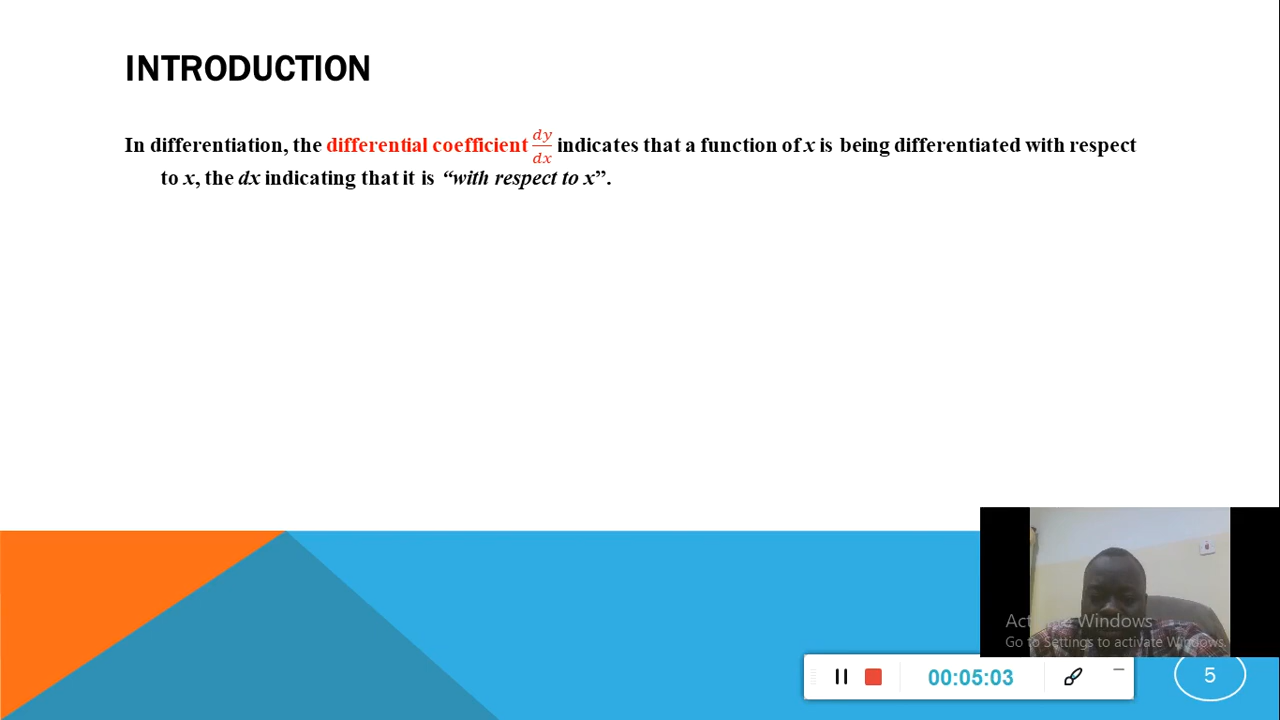 INTRODUCTION
In differentiation, the differential coefficient dy/dx indicates that a function of x is being differentiated with respect
to x, the dx indicating that it is “with respect to x”.
Activate Windows
Go to Settings to activate Windows.
00:05:03
5